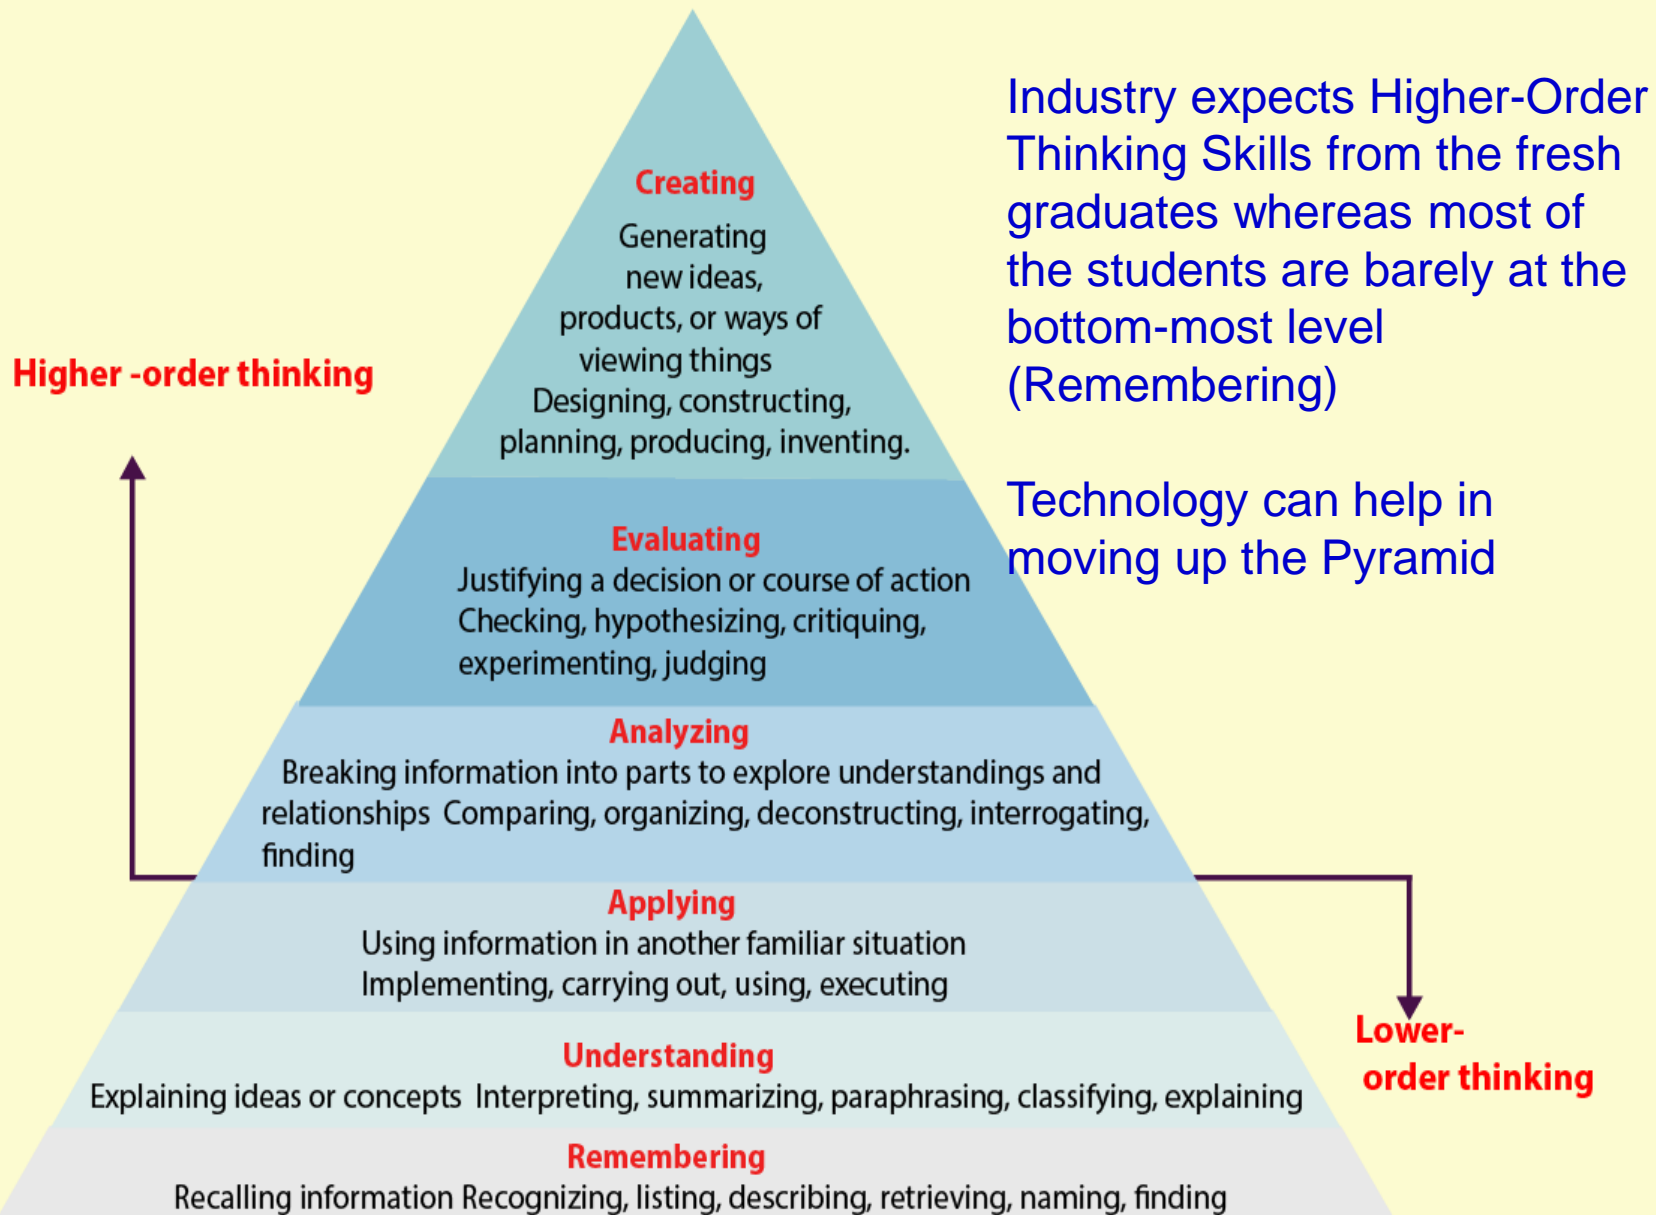 Industry expects Higher-Order
Thinking Skills from the fresh
graduates whereas most of
the students are barely at the
bottom-most level
(Remembering)
Technology can help in
moving up the Pyramid
Higher -order thinking
Creating
Generating
new ideas,
products, or ways of
viewing things
Designing, constructing,
planning, producing, inventing.
Evaluating
Justifying a decision or course of action
Checking, hypothesizing, critiquing,
experimenting, judging
Analyzing
Breaking information into parts to explore understandings and
relationships Comparing, organizing, deconstructing, interrogating,
finding
Applying
Using information in another familiar situation
Implementing, carrying out, using, executing
Lower-
order thinking
Understanding
Explaining ideas or concepts Interpreting, summarizing, paraphrasing, classifying, explaining
Remembering
Recalling information Recognizing, listing, describing, retrieving, naming, finding